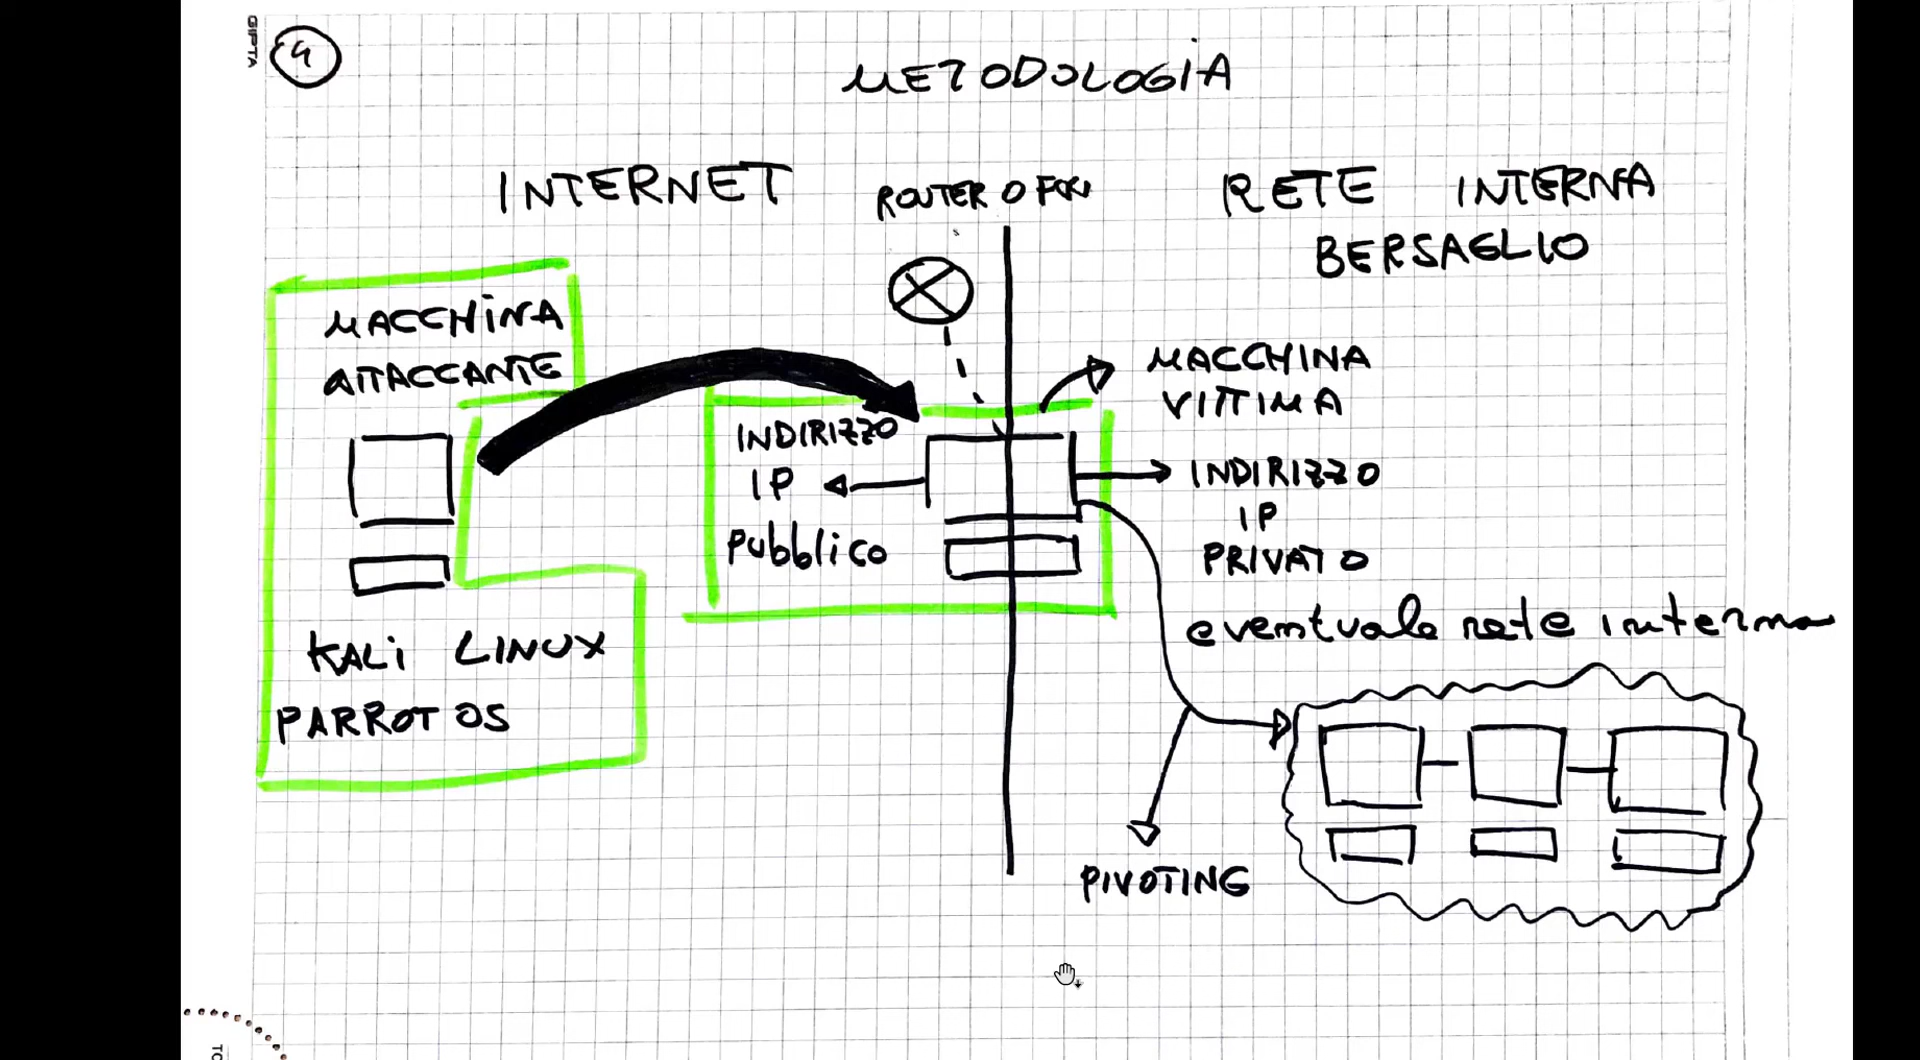 GIPTA
4
METODOLOGIA
INTERNET
ROUTER O FW
RETE INTERNA
BERSAGLIO
MACCHINA
ATTACCANTE
MACCHINA
VITTIMA
INDIRIZZO
IP
Pubblico
INDIRIZZO
IP
PRIVATO
eventuale rete interna
KALI LINUX
PARROT OS
PIVOTING